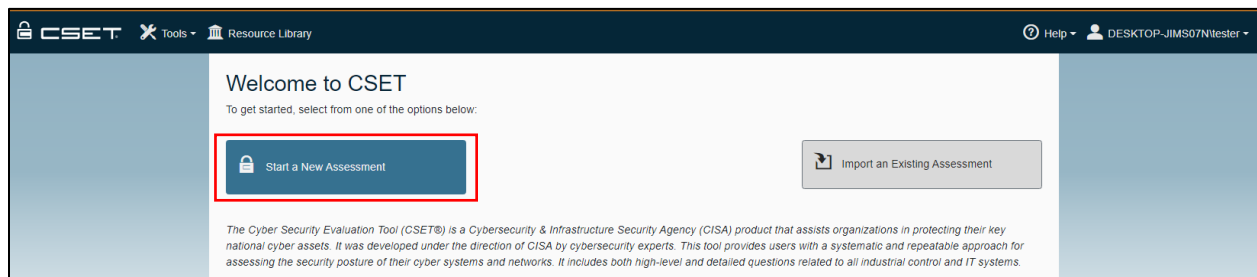 CSET Tools Resource Library Help DESKTOP-JIMS07N\tester
Welcome to CSET
To get started, select from one of the options below:
Start a New Assessment Import an Existing Assessment
The Cyber Security Evaluation Tool (CSET®) is a Cybersecurity & Infrastructure Security Agency (CISA) product that assists organizations in protecting their key
national cyber assets. It was developed under the direction of CISA by cybersecurity experts. This tool provides users with a systematic and repeatable approach for
assessing the security posture of their cyber systems and networks. It includes both high-level and detailed questions related to all industrial control and IT systems.